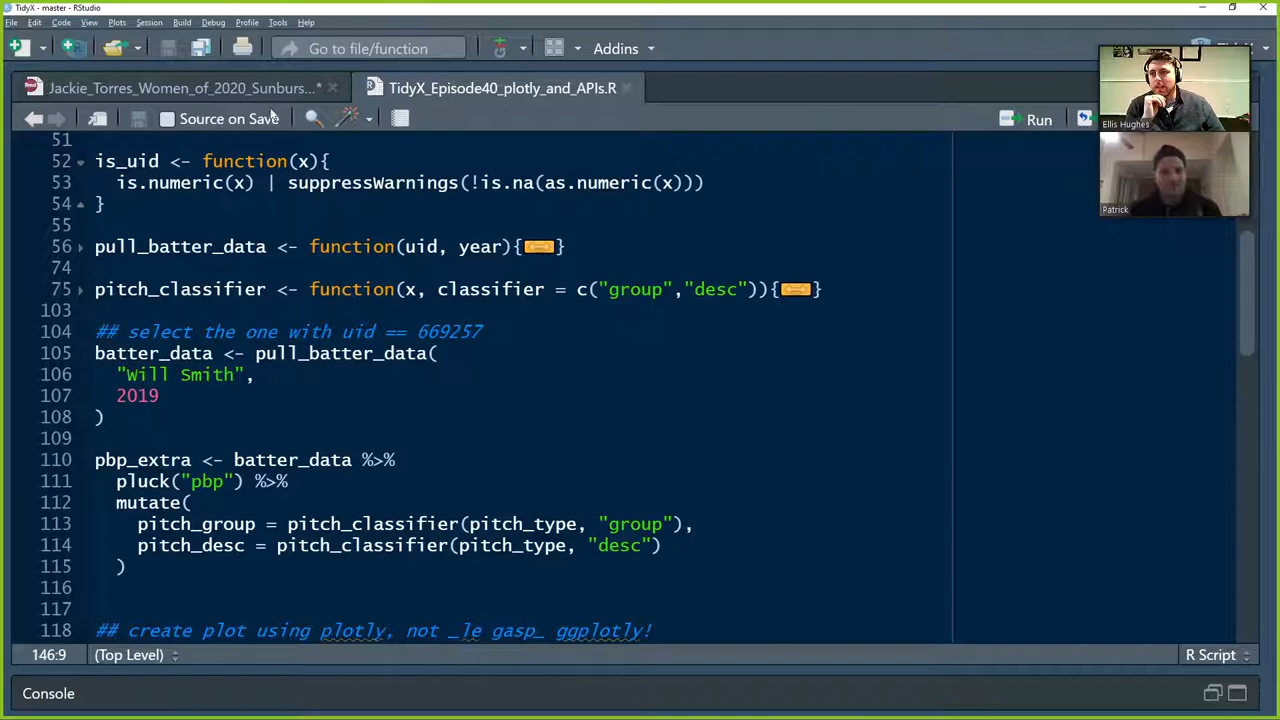 TidyX - master - RStudio
File Edit Code View Plots Session Build Debug Profile Tools Help
Go to file/function
Addins
Jackie_Torres_Women_of_2020_Sunburs...*
TidyX_Episode40_plotly_and_APIs.R
Source on Save
Run
Ellis Hughes
Patrick
51
52 is_uid <- function(x){
53 is.numeric(x) | suppressWarnings(!is.na(as.numeric(x)))
54 }
55
56 pull_batter_data <- function(uid, year){}
74
75 pitch_classifier <- function(x, classifier = c("group","desc")){}
103
104 ## select the one with uid == 669257
105 batter_data <- pull_batter_data(
106 "Will Smith",
107 2019
108 )
109
110 pbp_extra <- batter_data %>%
111 pluck("pbp") %>%
112 mutate(
113 pitch_group = pitch_classifier(pitch_type, "group"),
114 pitch_desc = pitch_classifier(pitch_type, "desc")
115 )
116
117
118 ## create plot using plotly, not _le gasp_ ggplotly!
146:9 (Top Level) R Script
Console